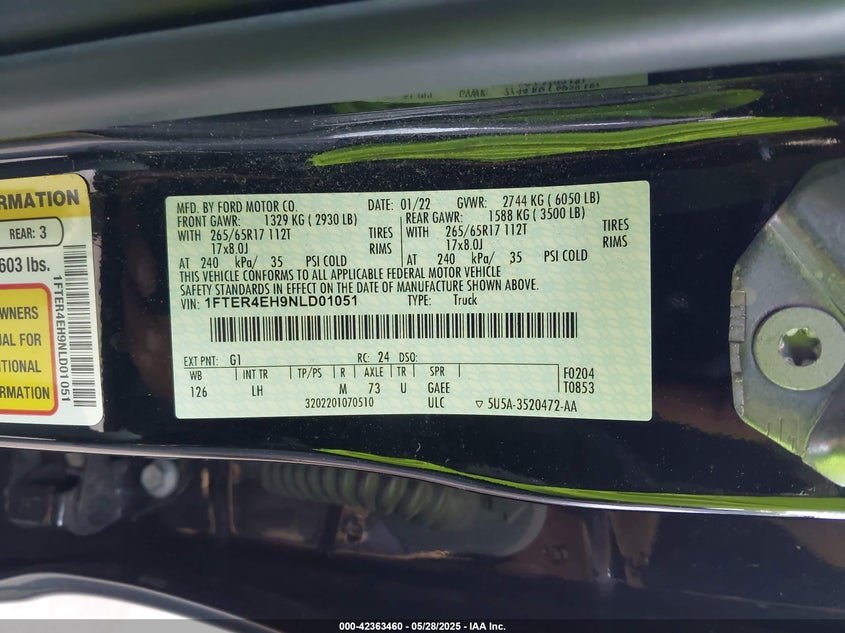 MFD. BY FORD MOTOR CO. DATE: 01/22 GVWR: 2744 KG ( 6050 LB)
FRONT GAWR: 1329 KG ( 2930 LB) REAR GAWR: 1588 KG ( 3500 LB)
WITH 265/65R17 112T TIRES WITH 265/65R17 112T TIRES
17x8.0J RIMS 17x8.0J RIMS
AT 240 kPa/ 35 PSI COLD AT 240 kPa/ 35 PSI COLD
THIS VEHICLE CONFORMS TO ALL APPLICABLE FEDERAL MOTOR VEHICLE
SAFETY STANDARDS IN EFFECT ON THE DATE OF MANUFACTURE SHOWN ABOVE.
VIN: 1FTER4EH9NLD01051 TYPE: Truck
EXT PNT: G1 RC: 24 DSO:
WB INT TR TP/PS R AXLE TR SPR F0204
126 LH M 73 U GAEE T0853
3202201070510 ULC ▽ 5U5A-3520472-AA
ORMATION
REAR: 3
603 lbs.
WNERS
UAL FOR
ITIONAL
ORMATION
1FTER4EH9NLD01051
000-42363460 - 05/28/2025 - IAA Inc.